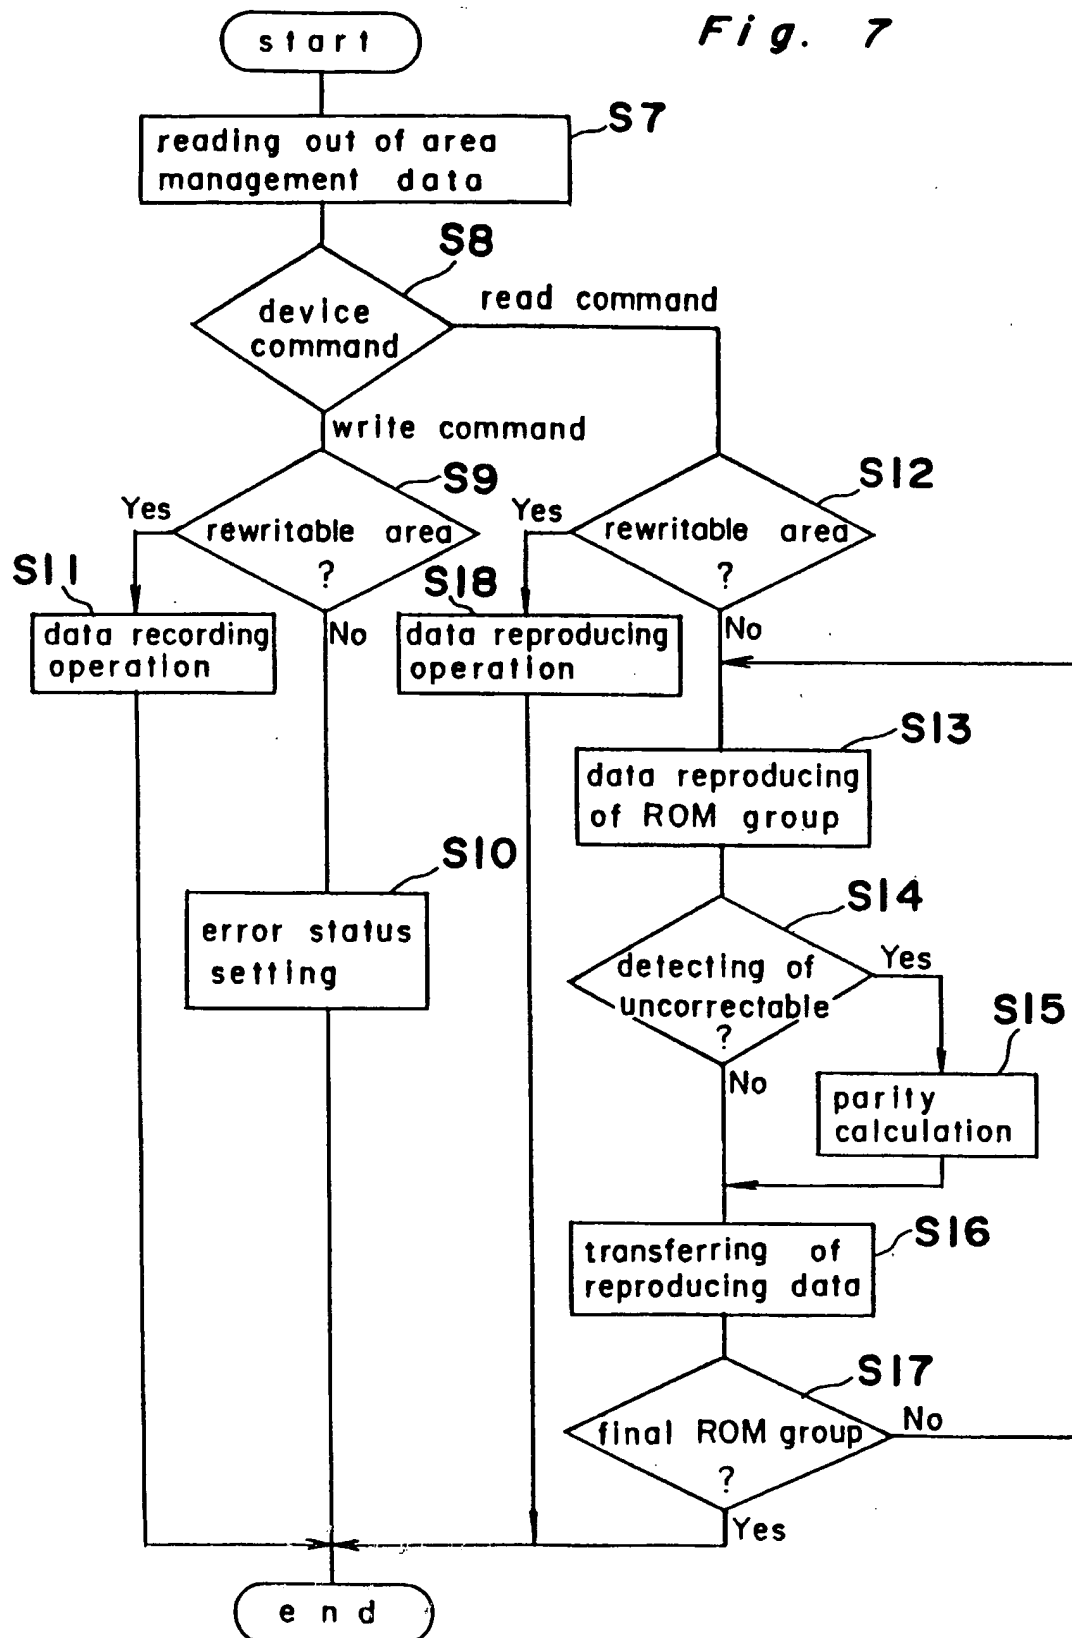 Fig. 7
start
S7
reading out of area
management data
S8
device
command
read command
write command
S9
Yes
rewritable area
?
No
S12
Yes
rewritable area
?
No
S11
data recording
operation
S18
data reproducing
operation
S13
data reproducing
of ROM group
S10
error status
setting
S14
detecting of
uncorrectable
?
Yes
No
S15
parity
calculation
S16
transferring of
reproducing data
S17
final ROM group
?
No
Yes
end